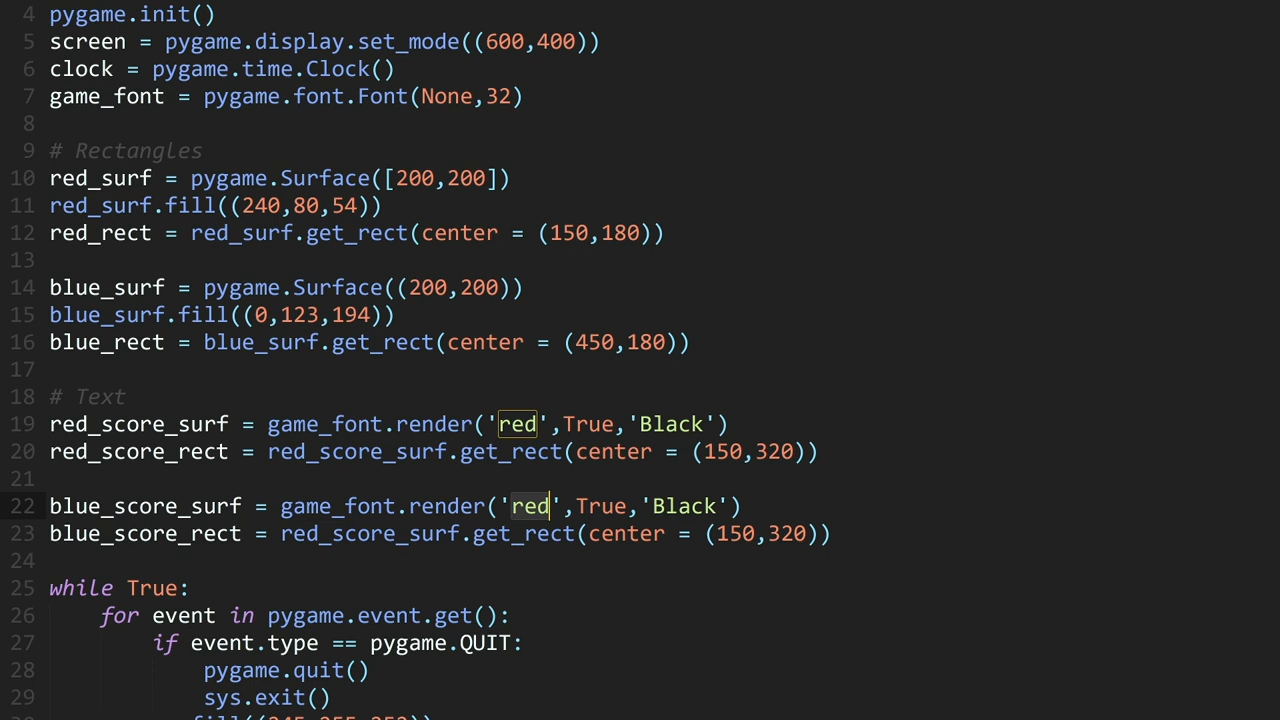 4 pygame.init()
5 screen = pygame.display.set_mode((600,400))
6 clock = pygame.time.Clock()
7 game_font = pygame.font.Font(None,32)
8
9 # Rectangles
10 red_surf = pygame.Surface([200,200])
11 red_surf.fill((240,80,54))
12 red_rect = red_surf.get_rect(center = (150,180))
13
14 blue_surf = pygame.Surface((200,200))
15 blue_surf.fill((0,123,194))
16 blue_rect = blue_surf.get_rect(center = (450,180))
17
18 # Text
19 red_score_surf = game_font.render('red',True,'Black')
20 red_score_rect = red_score_surf.get_rect(center = (150,320))
21
22 blue_score_surf = game_font.render('red',True,'Black')
23 blue_score_rect = red_score_surf.get_rect(center = (150,320))
24
25 while True:
26 for event in pygame.event.get():
27 if event.type == pygame.QUIT:
28 pygame.quit()
29 sys.exit()